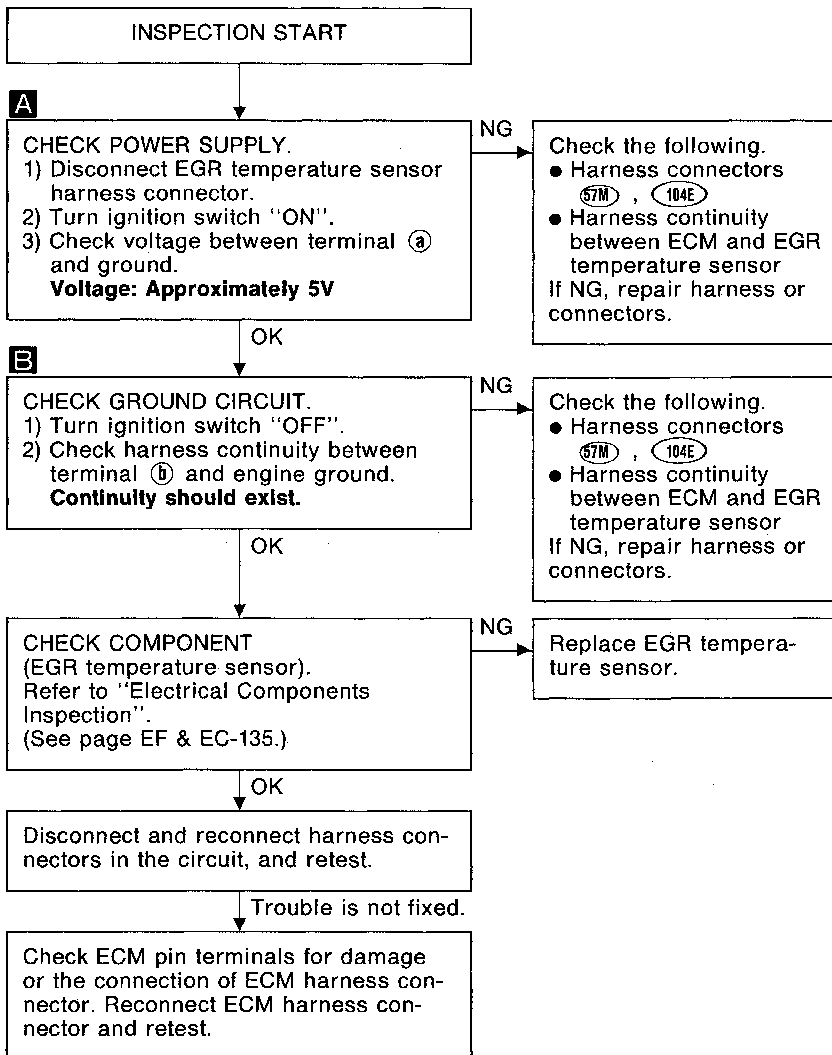 INSPECTION START
A
CHECK POWER SUPPLY.
1) Disconnect EGR temperature sensor
harness connector.
2) Turn ignition switch "ON".
3) Check voltage between terminal ⓐ
and ground.
Voltage: Approximately 5V
NG
Check the following.
● Harness connectors
57M , 104E
● Harness continuity
between ECM and EGR
temperature sensor
If NG, repair harness or
connectors.
OK
B
CHECK GROUND CIRCUIT.
1) Turn ignition switch "OFF".
2) Check harness continuity between
terminal ⓑ and engine ground.
Continuity should exist.
NG
Check the following.
● Harness connectors
57M , 104E
● Harness continuity
between ECM and EGR
temperature sensor
If NG, repair harness or
connectors.
OK
CHECK COMPONENT
(EGR temperature sensor).
Refer to "Electrical Components
Inspection".
(See page EF & EC-135.)
NG
Replace EGR tempera-
ture sensor.
OK
Disconnect and reconnect harness con-
nectors in the circuit, and retest.
Trouble is not fixed.
Check ECM pin terminals for damage
or the connection of ECM harness con-
nector. Reconnect ECM harness con-
nector and retest.